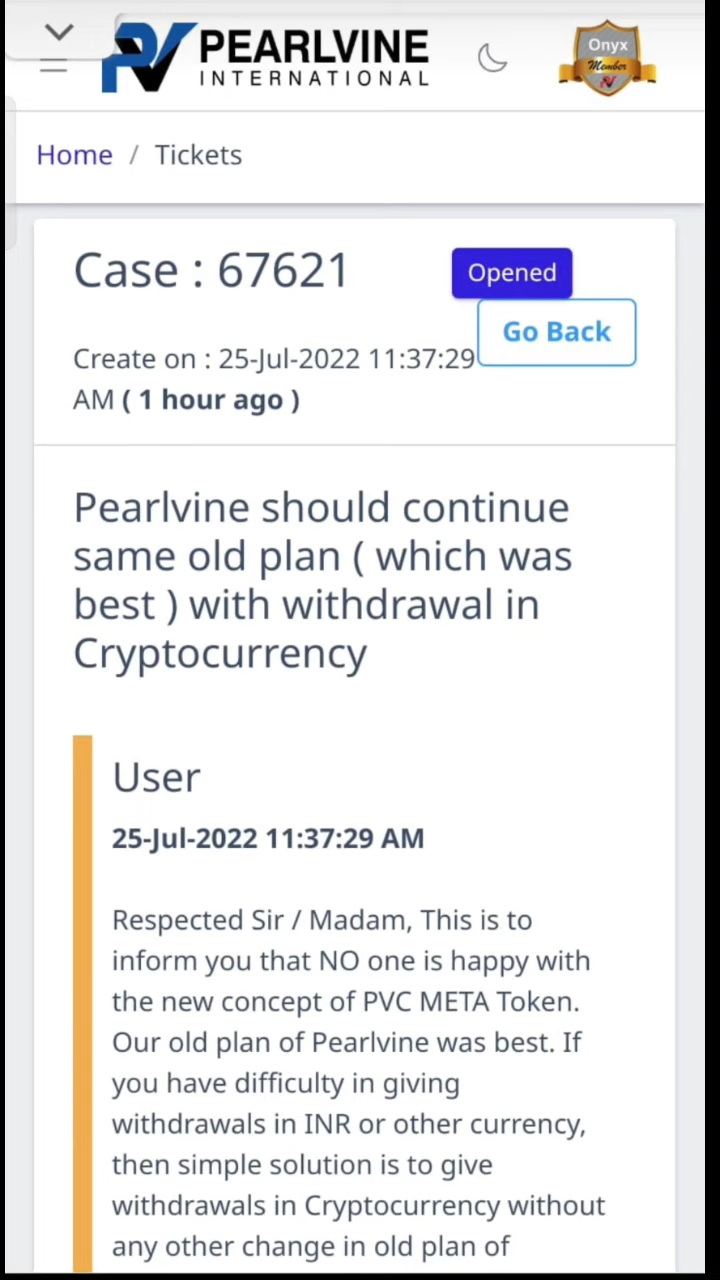 PEARLVINE
INTERNATIONAL
Onyx
Member
Home / Tickets
Case : 67621
Opened
Go Back
Create on : 25-Jul-2022 11:37:29
AM ( 1 hour ago )
Pearlvine should continue
same old plan ( which was
best ) with withdrawal in
Cryptocurrency
User
25-Jul-2022 11:37:29 AM
Respected Sir / Madam, This is to
inform you that NO one is happy with
the new concept of PVC META Token.
Our old plan of Pearlvine was best. If
you have difficulty in giving
withdrawals in INR or other currency,
then simple solution is to give
withdrawals in Cryptocurrency without
any other change in old plan of